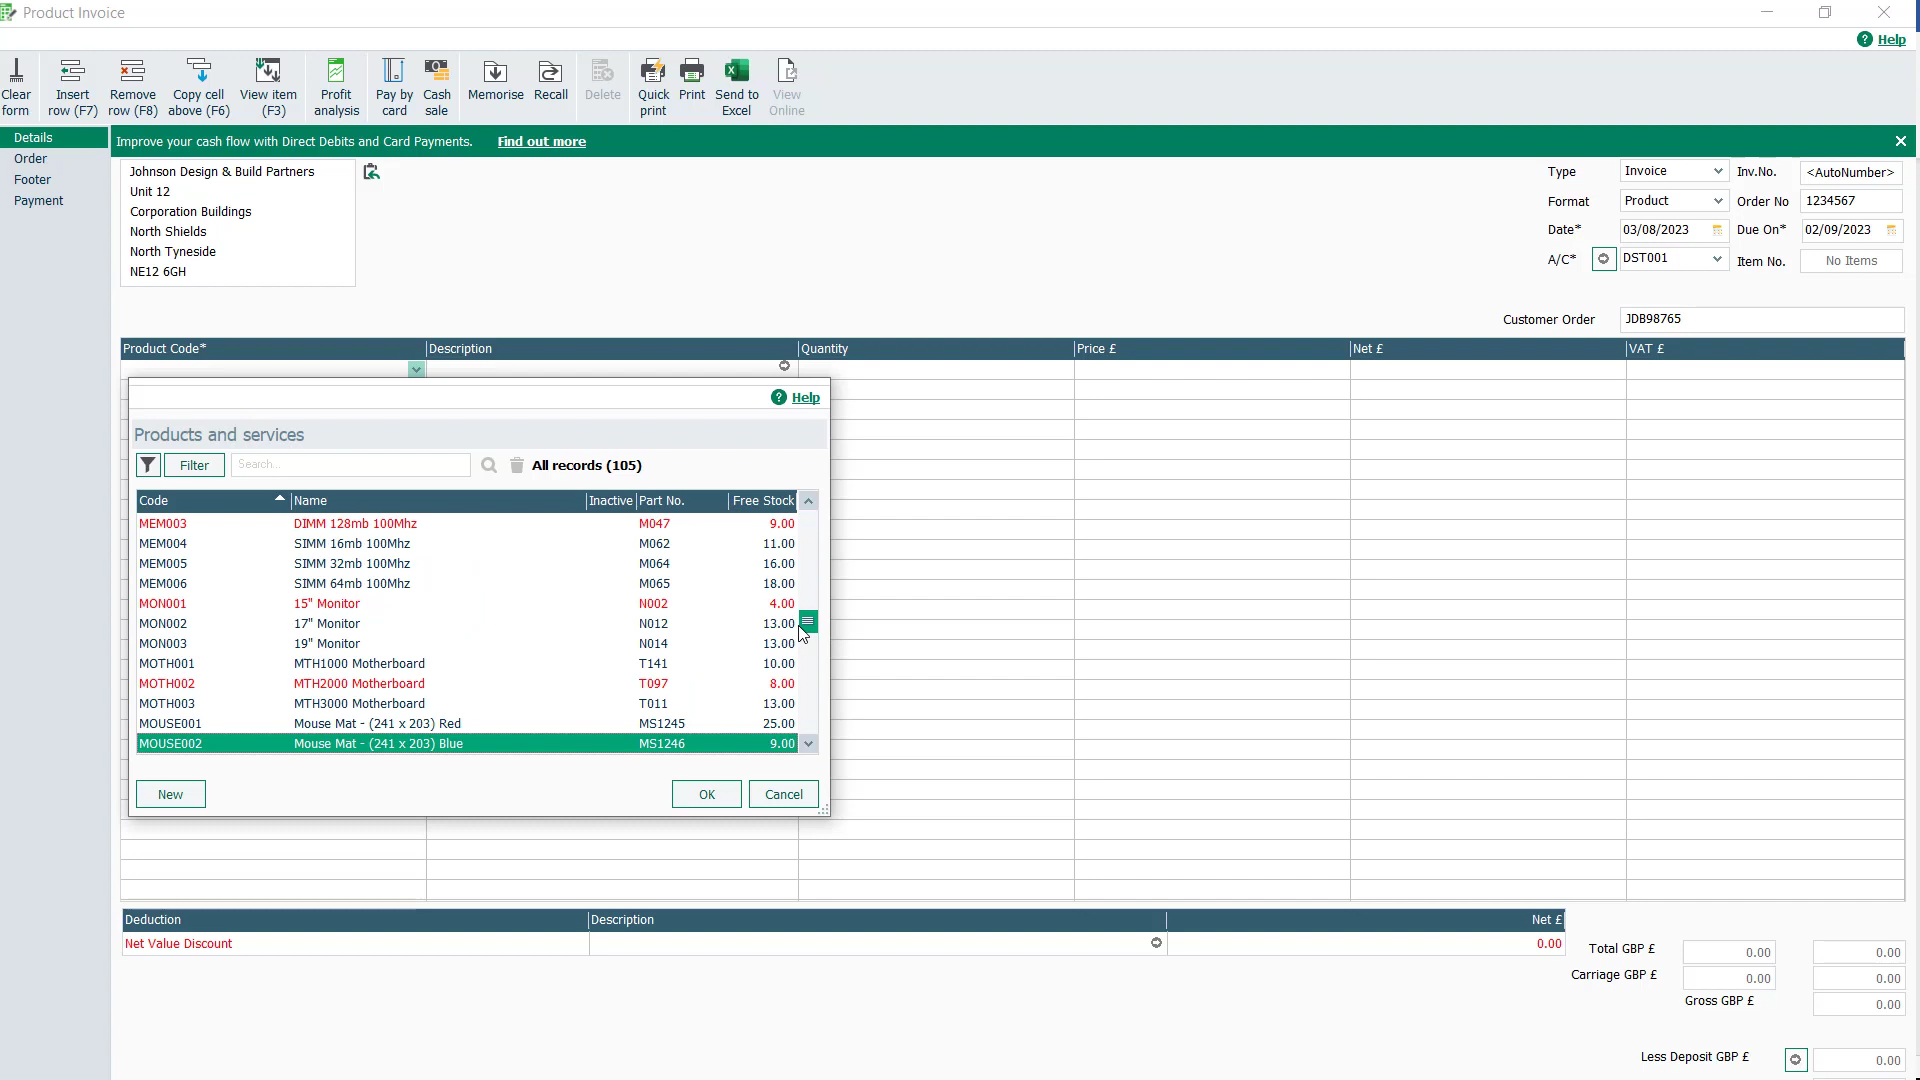 Product Invoice
Help
Clear form
Insert row (F7)
Remove row (F8)
Copy cell above (F6)
View item (F3)
Profit analysis
Pay by card
Cash sale
Memorise
Recall
Delete
Quick print
Print
Send to Excel
View Online
Details
Order
Footer
Payment
Improve your cash flow with Direct Debits and Card Payments. Find out more
Johnson Design & Build Partners
Unit 12
Corporation Buildings
North Shields
North Tyneside
NE12 6GH
Type Invoice Inv.No. <AutoNumber>
Format Product Order No 1234567
Date* 03/08/2023 Due On* 02/09/2023
A/C* DST001 Item No. No Items
Customer Order JDB98765
Product Code* Description Quantity Price £ Net £ VAT £
Help
Products and services
Filter Search... All records (105)
Code Name Inactive Part No. Free Stock
MEM003 DIMM 128mb 100Mhz M047 9.00
MEM004 SIMM 16mb 100Mhz M062 11.00
MEM005 SIMM 32mb 100Mhz M064 16.00
MEM006 SIMM 64mb 100Mhz M065 18.00
MON001 15" Monitor N002 4.00
MON002 17" Monitor N012 13.00
MON003 19" Monitor N014 13.00
MOTH001 MTH1000 Motherboard T141 10.00
MOTH002 MTH2000 Motherboard T097 8.00
MOTH003 MTH3000 Motherboard T011 13.00
MOUSE001 Mouse Mat - (241 x 203) Red MS1245 25.00
MOUSE002 Mouse Mat - (241 x 203) Blue MS1246 9.00
New OK Cancel
Deduction Description Net £
Net Value Discount 0.00
Total GBP £ 0.00 0.00
Carriage GBP £ 0.00 0.00
Gross GBP £ 0.00
Less Deposit GBP £ 0.00